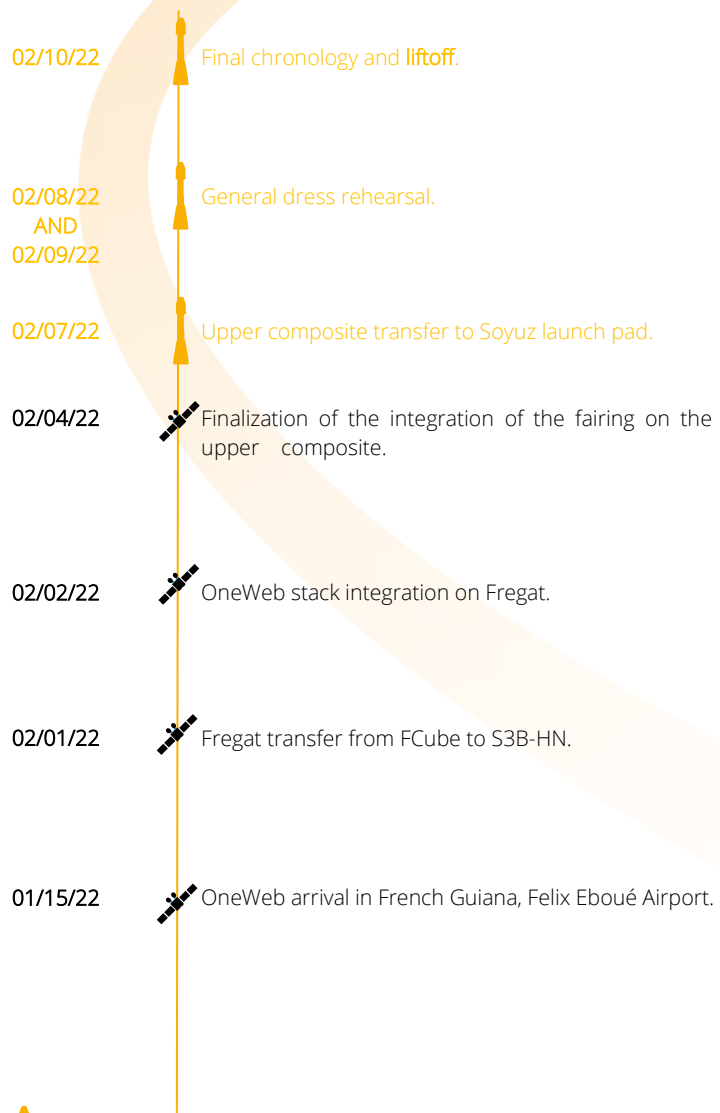 02/10/22 Final chronology and liftoff.
02/08/22 General dress rehearsal.
AND
02/09/22
02/07/22 Upper composite transfer to Soyuz launch pad.
02/04/22 Finalization of the integration of the fairing on the
upper composite.
02/02/22 OneWeb stack integration on Fregat.
02/01/22 Fregat transfer from FCube to S3B-HN.
01/15/22 OneWeb arrival in French Guiana, Felix Eboué Airport.